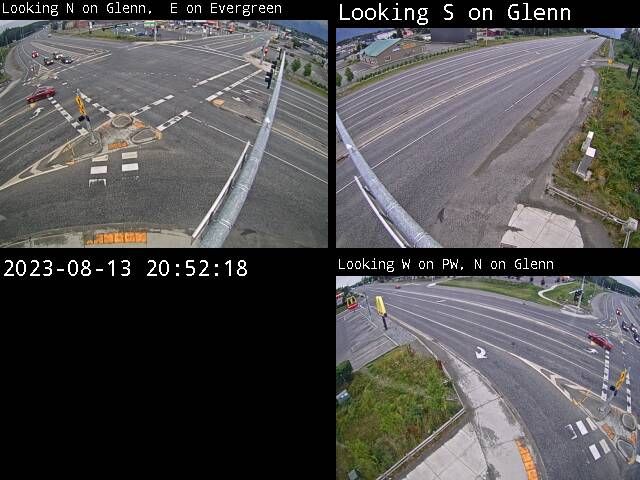 Looking N on Glenn, E on Evergreen
Looking S on Glenn
2023-08-13 20:52:18
Looking W on PW, N on Glenn